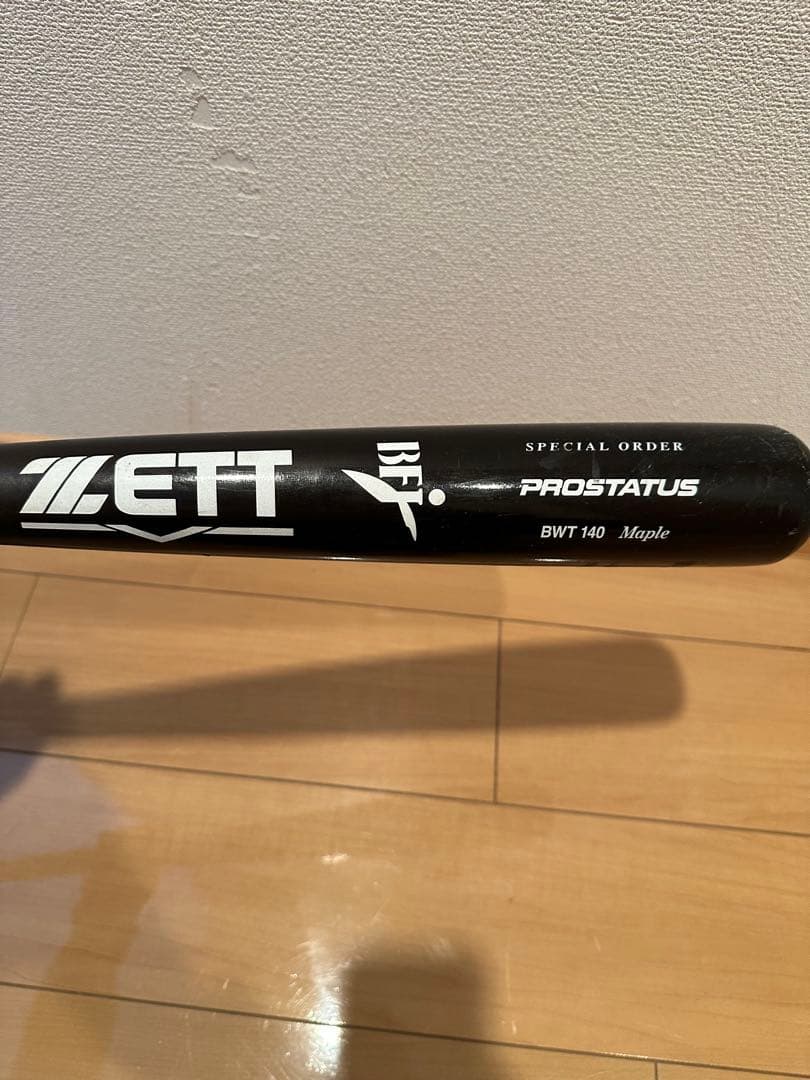 ZETT
BFJ
SPECIAL ORDER
PROSTATUS
BWT 140 Maple